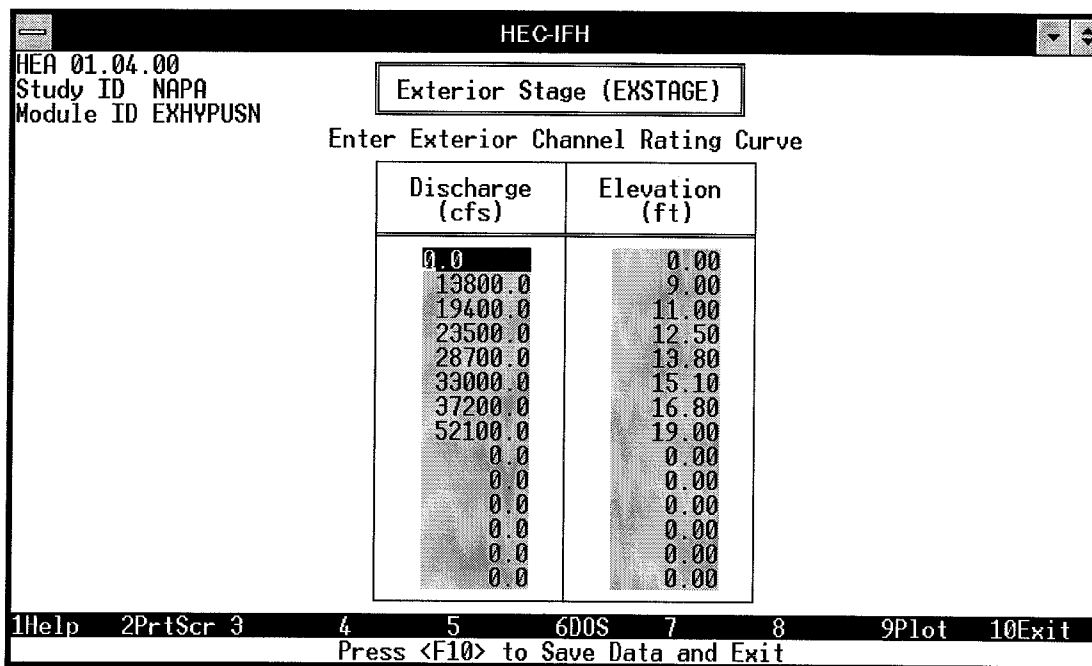 HEC-IFH
HEA 01.04.00
Study ID  NAPA
Module ID EXHYPUSN
Exterior Stage (EXSTAGE)
Enter Exterior Channel Rating Curve
Discharge (cfs) Elevation (ft)
0.0 0.00
13800.0 9.00
19400.0 11.00
23500.0 12.50
28700.0 13.80
33000.0 15.10
37200.0 16.80
52100.0 19.00
0.0 0.00
0.0 0.00
0.0 0.00
0.0 0.00
0.0 0.00
0.0 0.00
1Help 2PrtScr 3 4 5 6DOS 7 8 9Plot 10Exit
Press <F10> to Save Data and Exit